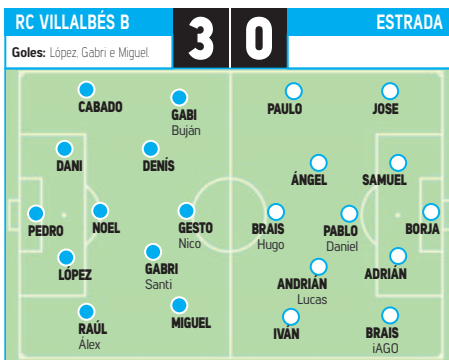 RC VILLALBÉS B 3 0 ESTRADA
Goles: López, Gabri e Miguel.
CABADO
GABI
Buján
PAULO
JOSE
DANI
DENÍS
ÁNGEL
SAMUEL
PEDRO
NOEL
GESTO
Nico
BRAIS
Hugo
PABLO
Daniel
BORJA
LÓPEZ
GABRI
Santi
ANDRIÁN
Lucas
ADRIÁN
RAÚL
Álex
MIGUEL
IVÁN
BRAIS
iAGO